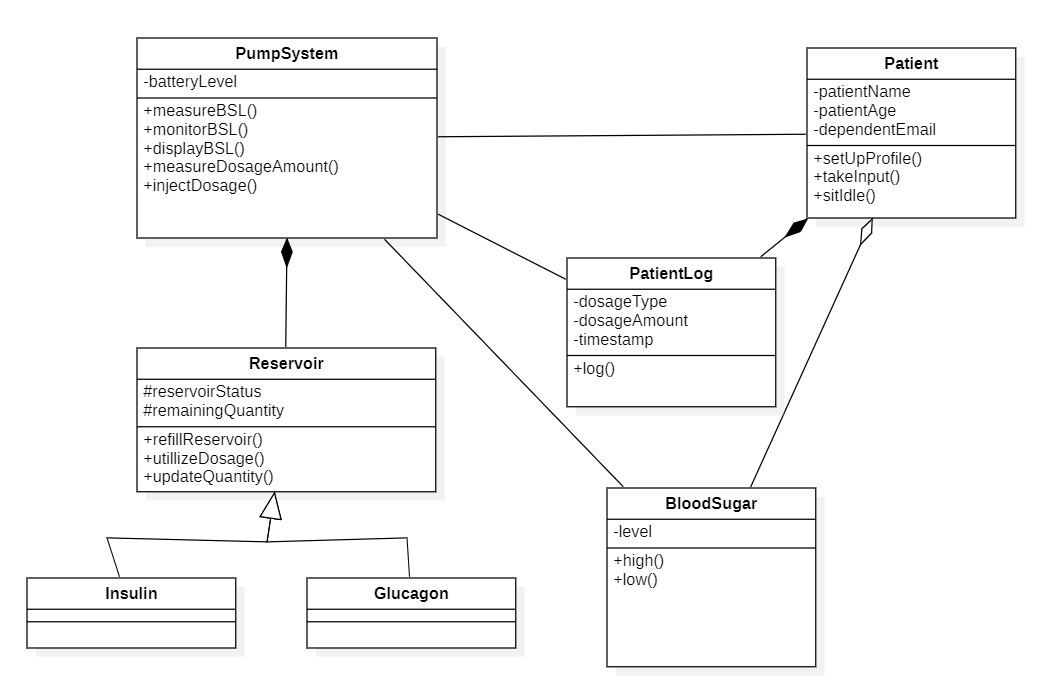 PumpSystem
-batteryLevel
+measureBSL()
+monitorBSL()
+displayBSL()
+measureDosageAmount()
+injectDosage()
Patient
-patientName
-patientAge
-dependentEmail
+setUpProfile()
+takeInput()
+sitIdle()
PatientLog
-dosageType
-dosageAmount
-timestamp
+log()
Reservoir
#reservoirStatus
#remainingQuantity
+refillReservoir()
+utillizeDosage()
+updateQuantity()
BloodSugar
-level
+high()
+low()
Insulin
Glucagon